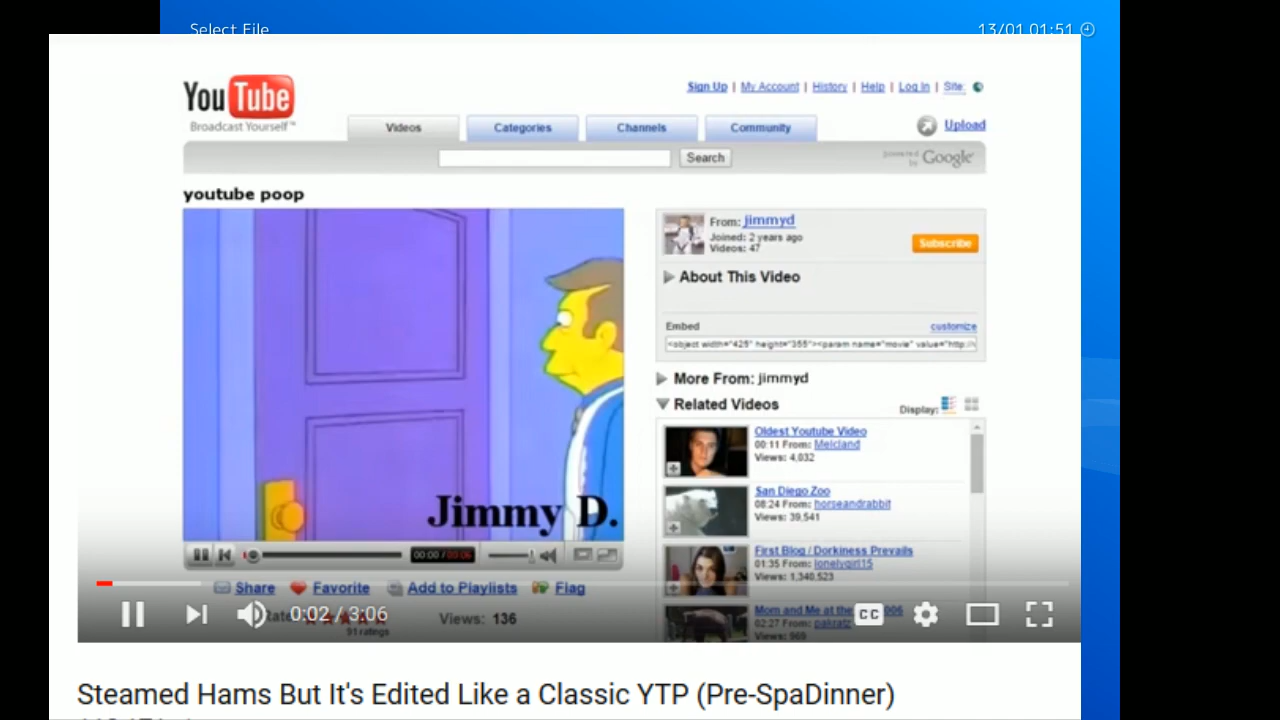 Select File
13/01 01:51
You Tube
Broadcast Yourself™
Sign Up | My Account | History | Help | Log In | Site:
Videos
Categories
Channels
Community
Upload
Search
powered by Google
youtube poop
From: jimmyd
Joined: 2 years ago
Videos: 47
Subscribe
About This Video
Embed
customize
<object width="425" height="355"><param name="movie" value="http://
More From: jimmyd
Related Videos
Display:
Oldest Youtube Video
00:11 From: Melcland
Views: 4,032
San Diego Zoo
08:24 From: horseandrabbit
Views: 39,541
First Blog / Dorkiness Prevails
01:35 From: lonelygirl15
Views: 1,340,523
Mom and Me at the 006
02:27 From: pakratz
Views: 969
Jimmy D.
00:00 / 03:06
Share
Favorite
Add to Playlists
Flag
Rate
91 ratings
Views: 136
0:02 / 3:06
CC
Steamed Hams But It's Edited Like a Classic YTP (Pre-SpaDinner)